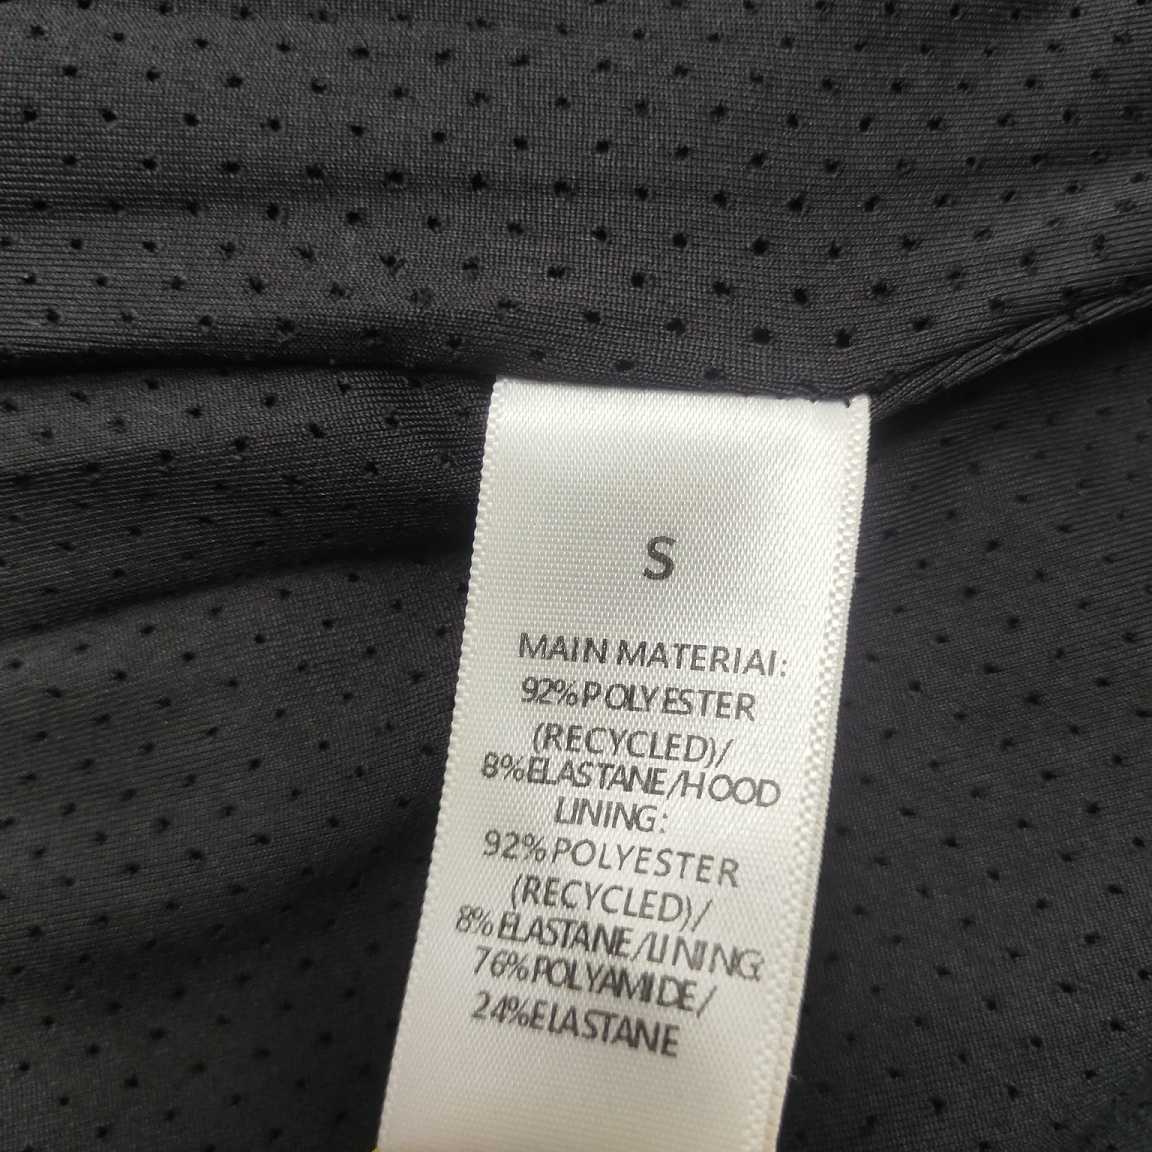 S
MAIN MATERIAI:
92%POLYESTER
(RECYCLED)/
8%ELASTANE/HOOD
LINING:
92%POLYESTER
(RECYCLED)/
8%ELASTANE/LINING:
76%POLYAMIDE/
24%ELASTANE